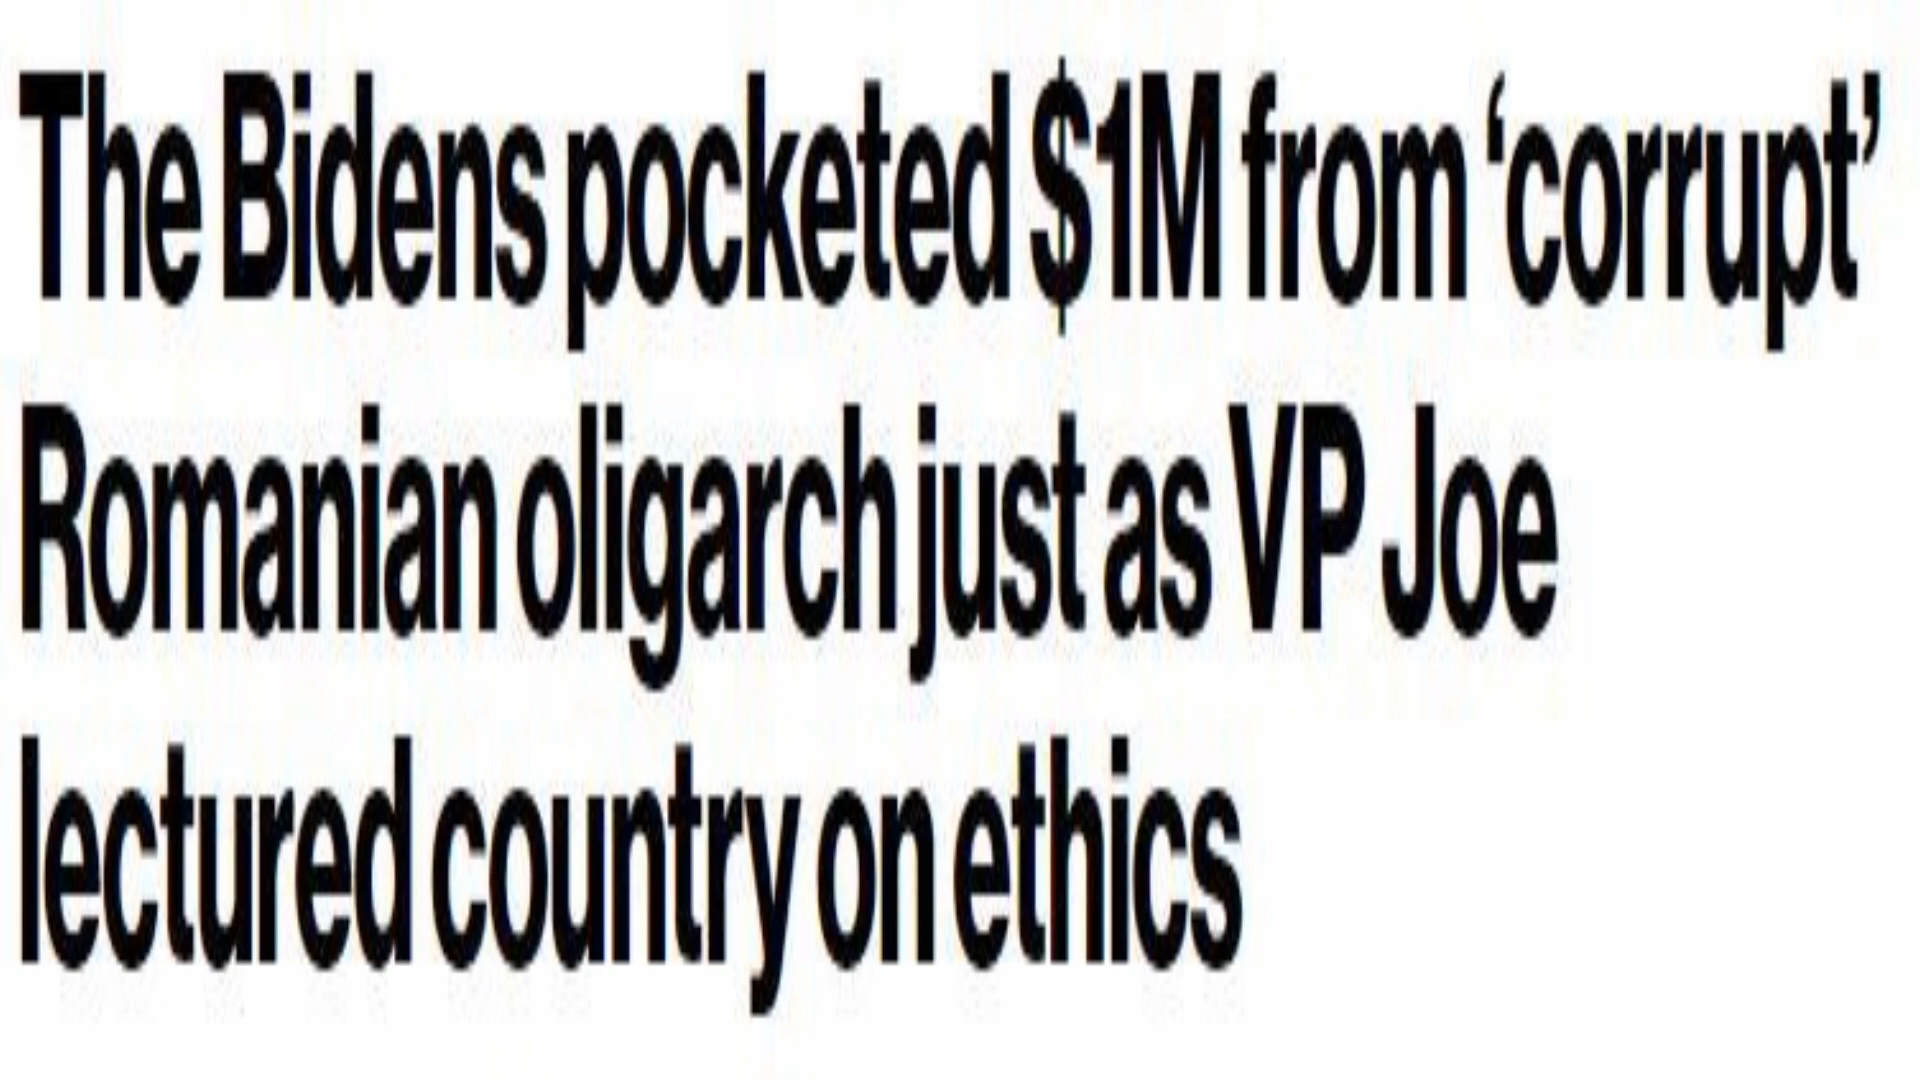 The Bidens pocketed $1M from ‘corrupt’
Romanian oligarch just as VP Joe
lectured country on ethics